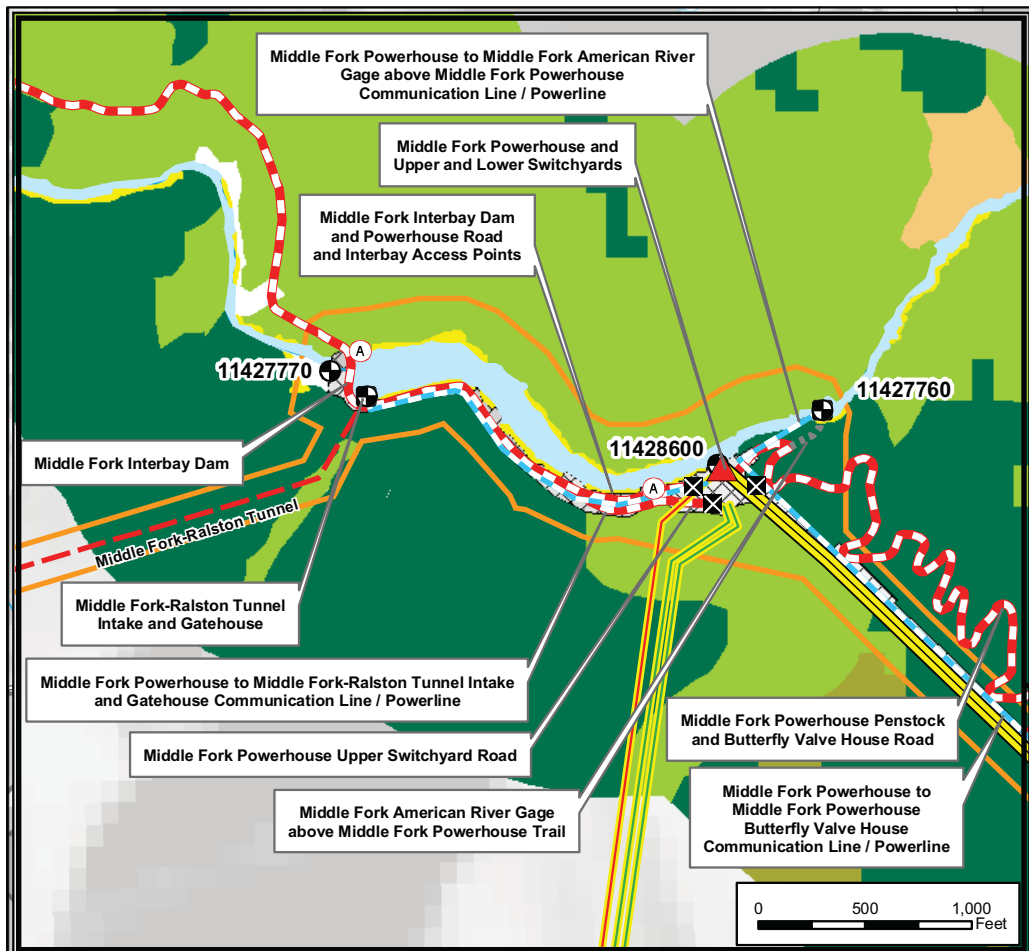 Middle Fork Powerhouse to Middle Fork American River
Gage above Middle Fork Powerhouse
Communication Line / Powerline
Middle Fork Powerhouse and
Upper and Lower Switchyards
Middle Fork Interbay Dam
and Powerhouse Road
and Interbay Access Points
A
11427770
11427760
11428600
A
Middle Fork Interbay Dam
Middle Fork-Ralston Tunnel
Middle Fork-Ralston Tunnel
Intake and Gatehouse
Middle Fork Powerhouse to Middle Fork-Ralston Tunnel Intake
and Gatehouse Communication Line / Powerline
Middle Fork Powerhouse Penstock
and Butterfly Valve House Road
Middle Fork Powerhouse Upper Switchyard Road
Middle Fork American River Gage
above Middle Fork Powerhouse Trail
Middle Fork Powerhouse to
Middle Fork Powerhouse
Butterfly Valve House
Communication Line / Powerline
0 500 1,000
Feet